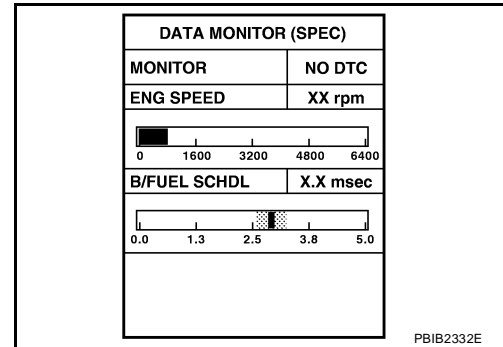 DATA MONITOR (SPEC)
MONITOR NO DTC
ENG SPEED XX rpm
0 1600 3200 4800 6400
B/FUEL SCHDL X.X msec
0.0 1.3 2.5 3.8 5.0
PBIB2332E